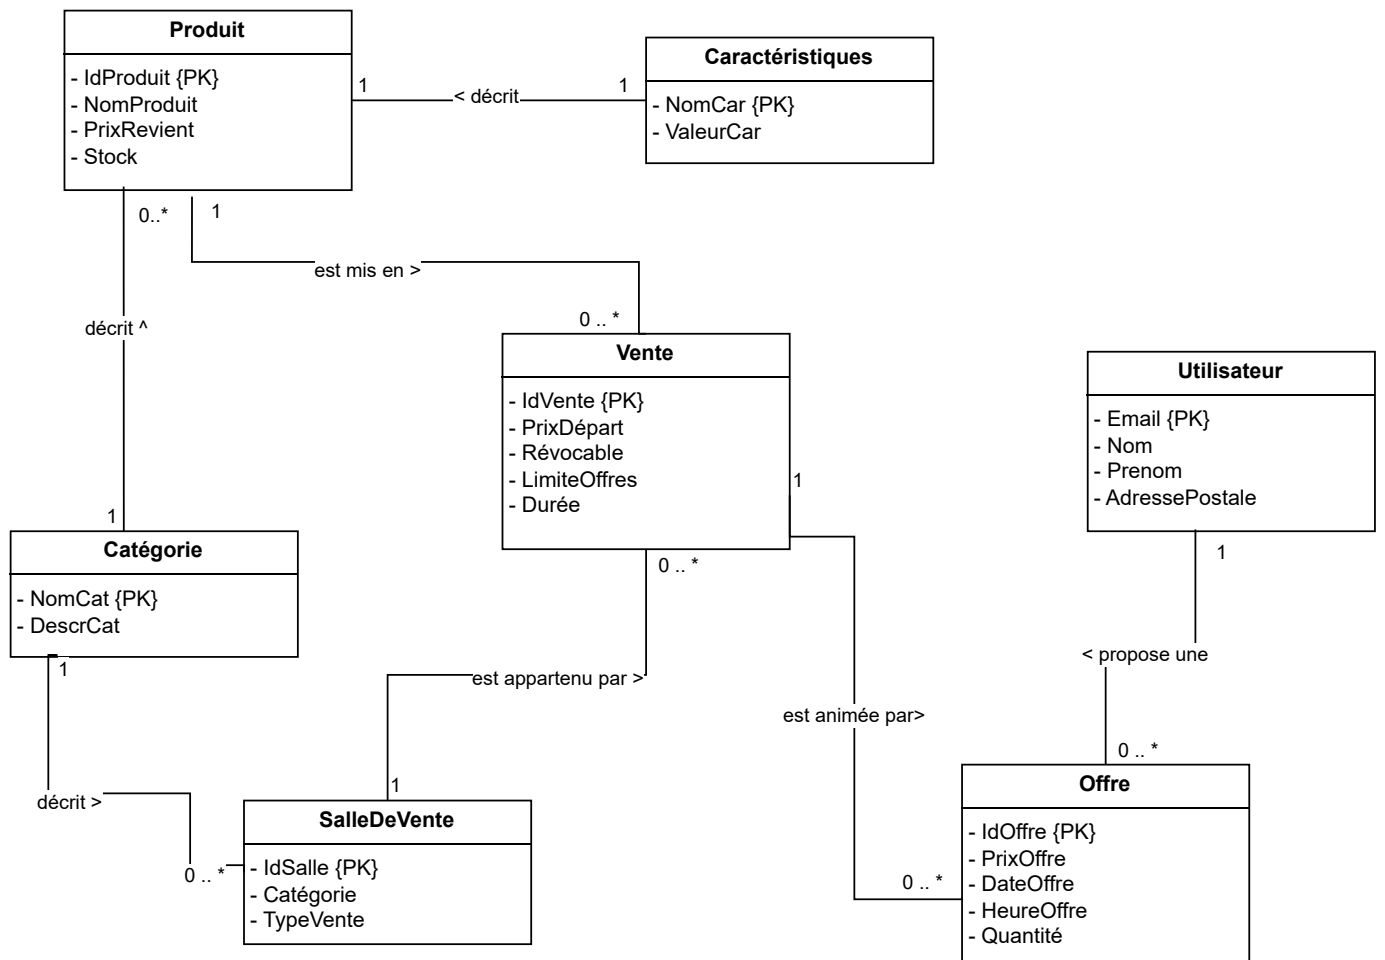 Produit
- IdProduit {PK}
- NomProduit
- PrixRevient
- Stock
Caractéristiques
- NomCar {PK}
- ValeurCar
1
< décrit
1
0..*
1
est mis en >
0 .. *
décrit ^
1
Vente
- IdVente {PK}
- PrixDépart
- Révocable
- LimiteOffres
- Durée
1
0 .. *
Utilisateur
- Email {PK}
- Nom
- Prenom
- AdressePostale
1
Catégorie
- NomCat {PK}
- DescrCat
1
< propose une
est appartenu par >
est animée par>
0 .. *
décrit >
1
0 .. *
SalleDeVente
- IdSalle {PK}
- Catégorie
- TypeVente
0 .. *
Offre
- IdOffre {PK}
- PrixOffre
- DateOffre
- HeureOffre
- Quantité